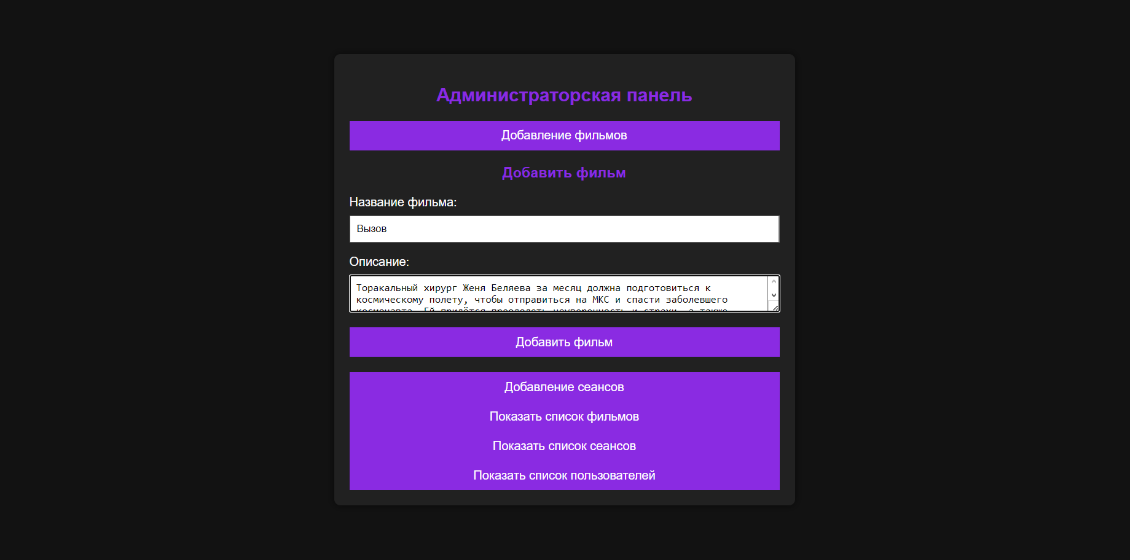 Администраторская панель
Добавление фильмов
Добавить фильм
Название фильма:
Вызов
Описание:
Торакальный хирург Женя Беляева за месяц должна подготовиться к
космическому полету, чтобы отправиться на МКС и спасти заболевшего
Добавить фильм
Добавление сеансов
Показать список фильмов
Показать список сеансов
Показать список пользователей